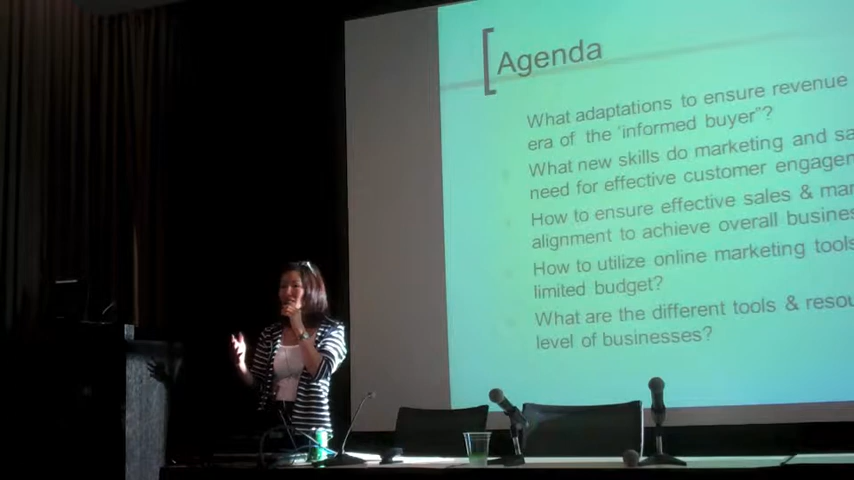 Agenda
What adaptations to ensure revenue
era of the 'informed buyer"?
What new skills do marketing and sa
need for effective customer engagem
How to ensure effective sales & mar
alignment to achieve overall busines
How to utilize online marketing tools
limited budget?
What are the different tools & resou
level of businesses?